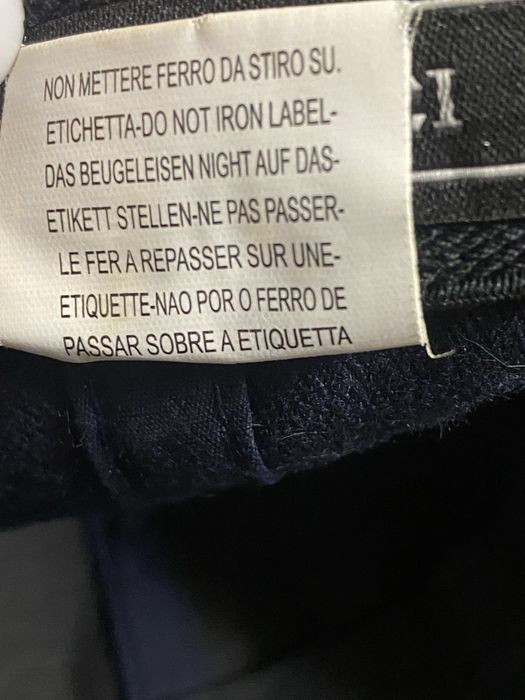 NON METTERE FERRO DA STIRO SU.
ETICHETTA-DO NOT IRON LABEL-
DAS BEUGELEISEN NIGHT AUF DAS-
ETIKETT STELLEN-NE PAS PASSER-
LE FER A REPASSER SUR UNE-
ETIQUETTE-NAO POR O FERRO DE
PASSAR SOBRE A ETIQUETTA